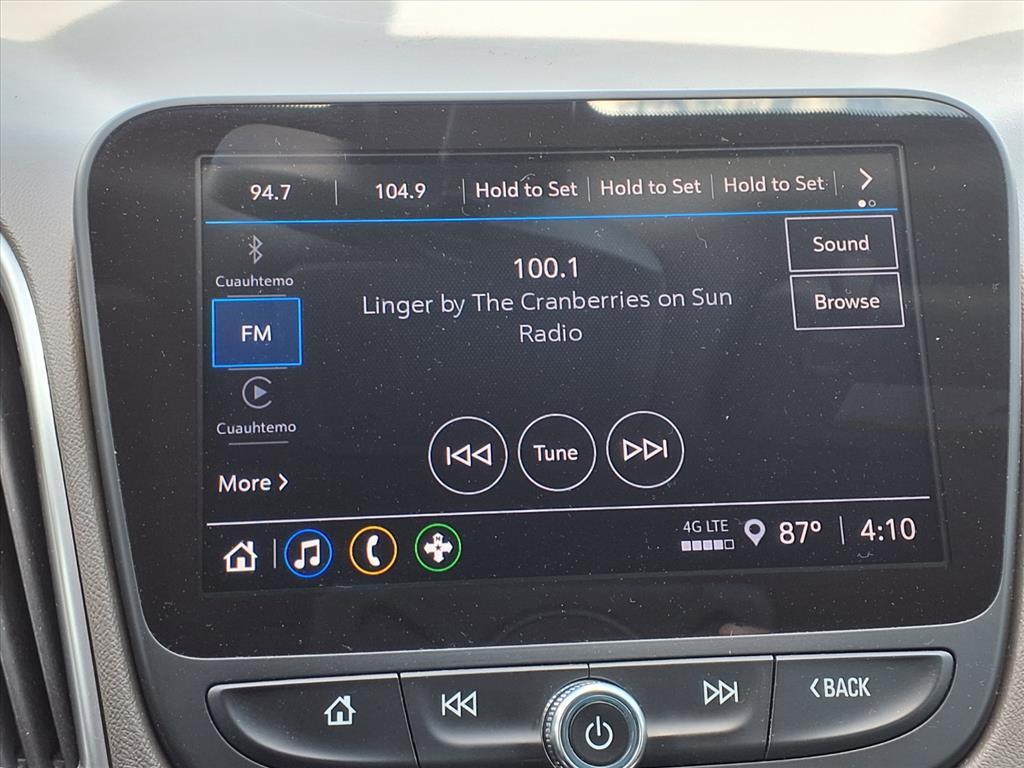 94.7
104.9
Hold to Set
Hold to Set
Hold to Set
Cuauhtemo
FM
Cuauhtemo
More >
100.1
Linger by The Cranberries on Sun
Radio
Sound
Browse
Tune
4G LTE
87°
4:10
<BACK